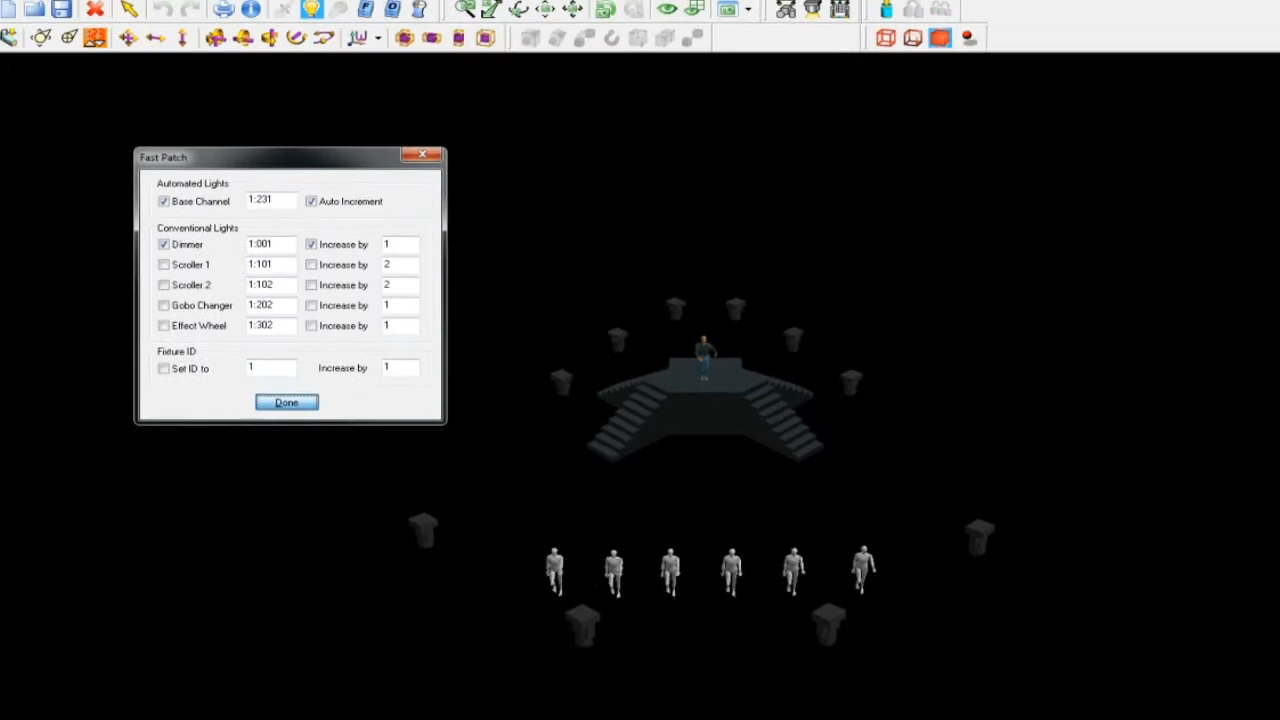 Fast Patch
Automated Lights
Base Channel 1:231 Auto Increment
Conventional Lights
Dimmer 1:001 Increase by 1
Scroller 1 1:101 Increase by 2
Scroller 2 1:102 Increase by 2
Gobo Changer 1:202 Increase by 1
Effect Wheel 1:302 Increase by 1
Fixture ID
Set ID to 1 Increase by 1
Done